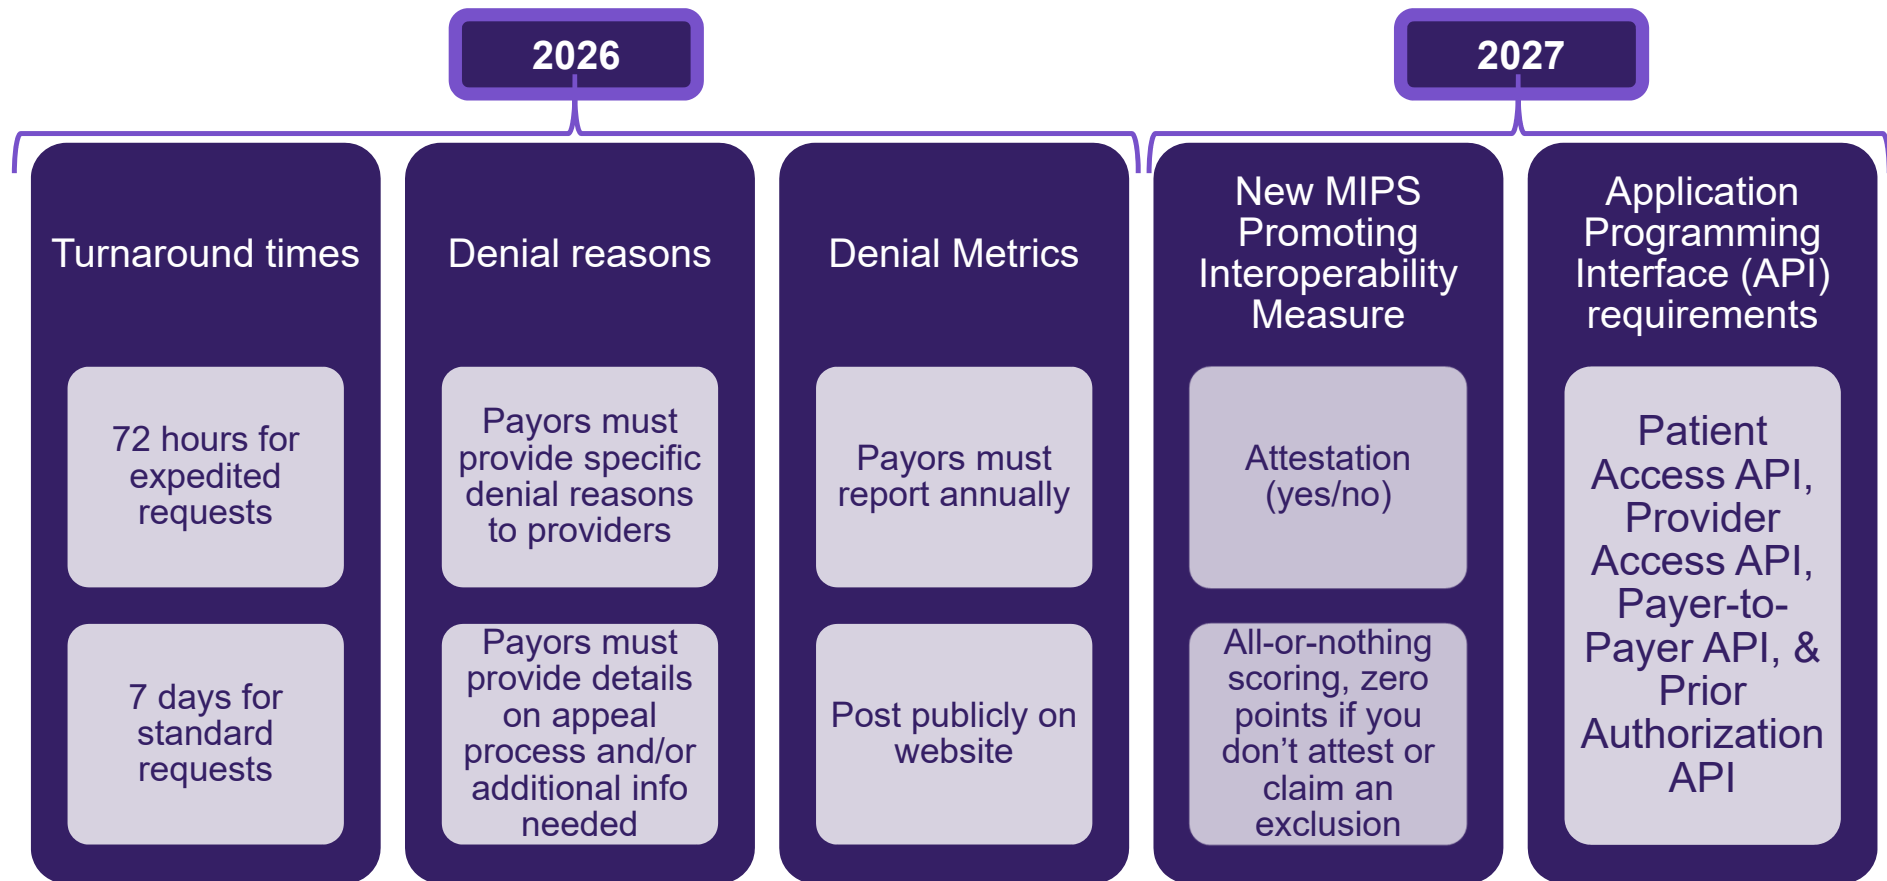 2026
2027
Turnaround times
72 hours for
expedited
requests
7 days for
standard
requests
Denial reasons
Payors must
provide specific
denial reasons
to providers
Payors must
provide details
on appeal
process and/or
additional info
needed
Denial Metrics
Payors must
report annually
Post publicly on
website
New MIPS
Promoting
Interoperability
Measure
Attestation
(yes/no)
All-or-nothing
scoring, zero
points if you
don’t attest or
claim an
exclusion
Application
Programming
Interface (API)
requirements
Patient
Access API,
Provider
Access API,
Payer-to-
Payer API, &
Prior
Authorization
API